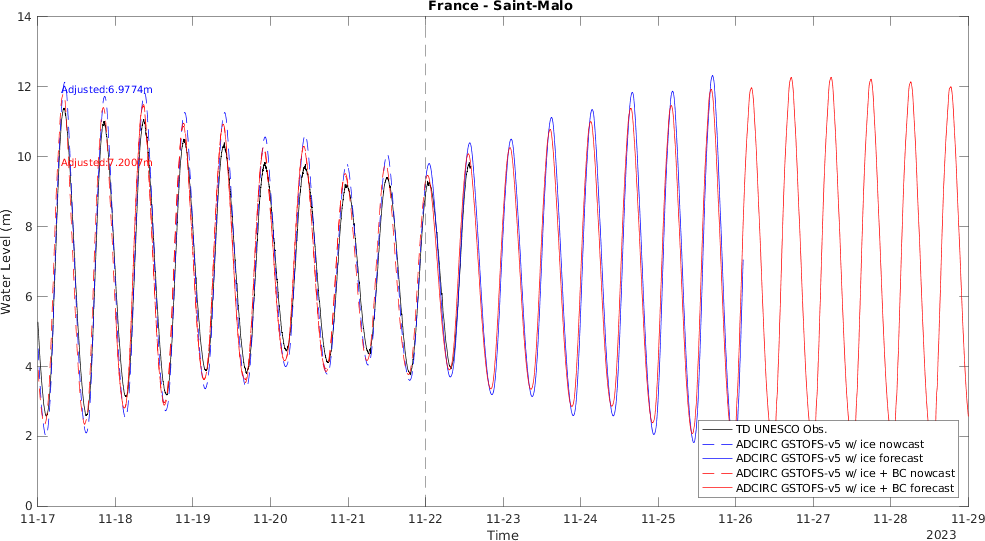 France - Saint-Malo
14
12
10
8
6
4
2
0
Water Level (m)
Adjusted:6.9774m
Adjusted:7.2007m
TD UNESCO Obs.
ADCIRC GSTOFS-v5 w/ ice nowcast
ADCIRC GSTOFS-v5 w/ ice forecast
ADCIRC GSTOFS-v5 w/ ice + BC nowcast
ADCIRC GSTOFS-v5 w/ ice + BC forecast
11-17 11-18 11-19 11-20 11-21 11-22 11-23 11-24 11-25 11-26 11-27 11-28 11-29
Time
2023